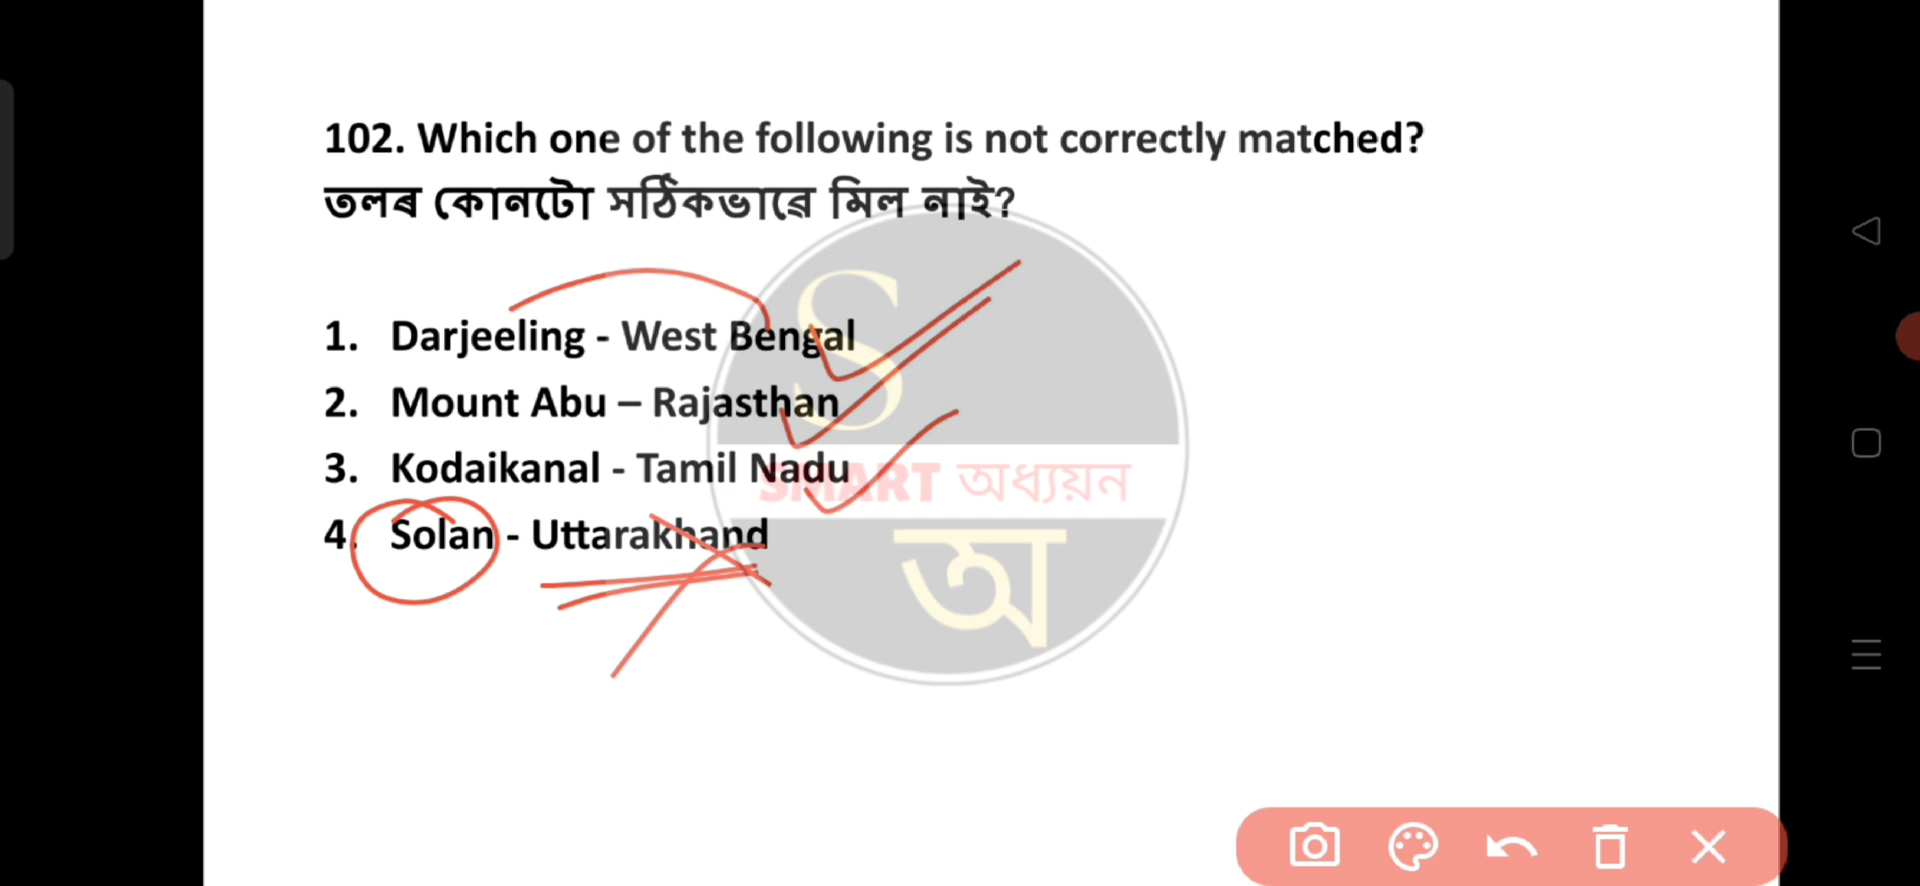 102. Which one of the following is not correctly matched?
তলৰ কোনটো সঠিকভাৱে মিল নাই?
1. Darjeeling - West Bengal
2. Mount Abu – Rajasthan
3. Kodaikanal - Tamil Nadu
4. Solan - Uttarakhand
S
SMART অধ্যয়ন
অ